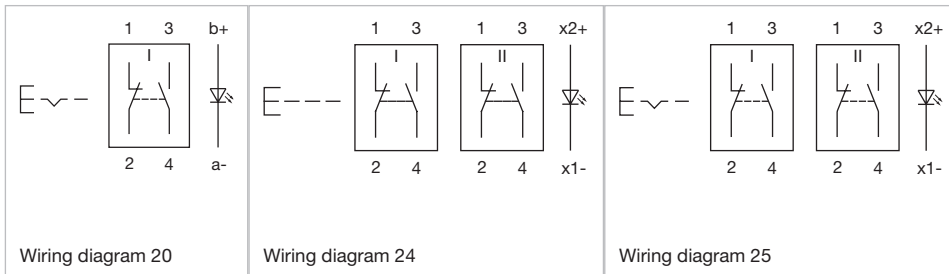 1 3 b+
I
2 4 a-
Wiring diagram 20
1 3 1 3 x2+
I II
2 4 2 4 x1-
Wiring diagram 24
1 3 1 3 x2+
I II
2 4 2 4 x1-
Wiring diagram 25